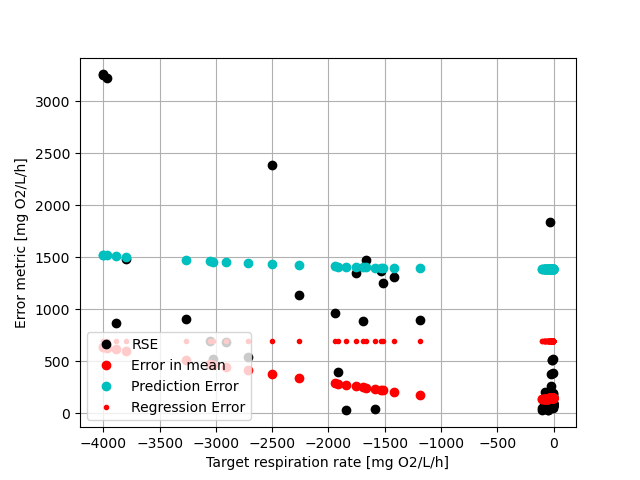 Error metric [mg O2/L/h]
3000
2500
2000
1500
1000
500
0
RSE
Error in mean
Prediction Error
Regression Error
−4000 −3500 −3000 −2500 −2000 −1500 −1000 −500 0
Target respiration rate [mg O2/L/h]